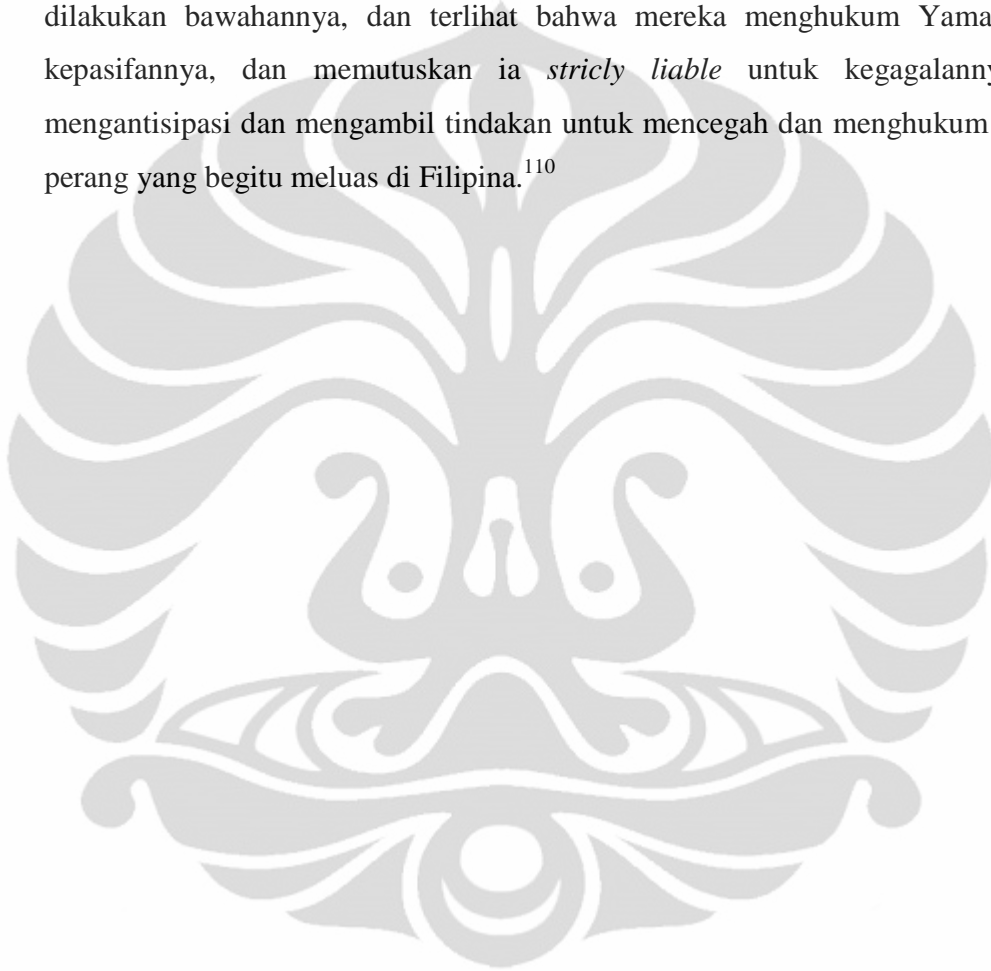 dilakukan bawahannya, dan terlihat bahwa mereka menghukum Yama
kepasifannya, dan memutuskan ia stricly liable untuk kegagalanny
mengantisipasi dan mengambil tindakan untuk mencegah dan menghukum
perang yang begitu meluas di Filipina.110